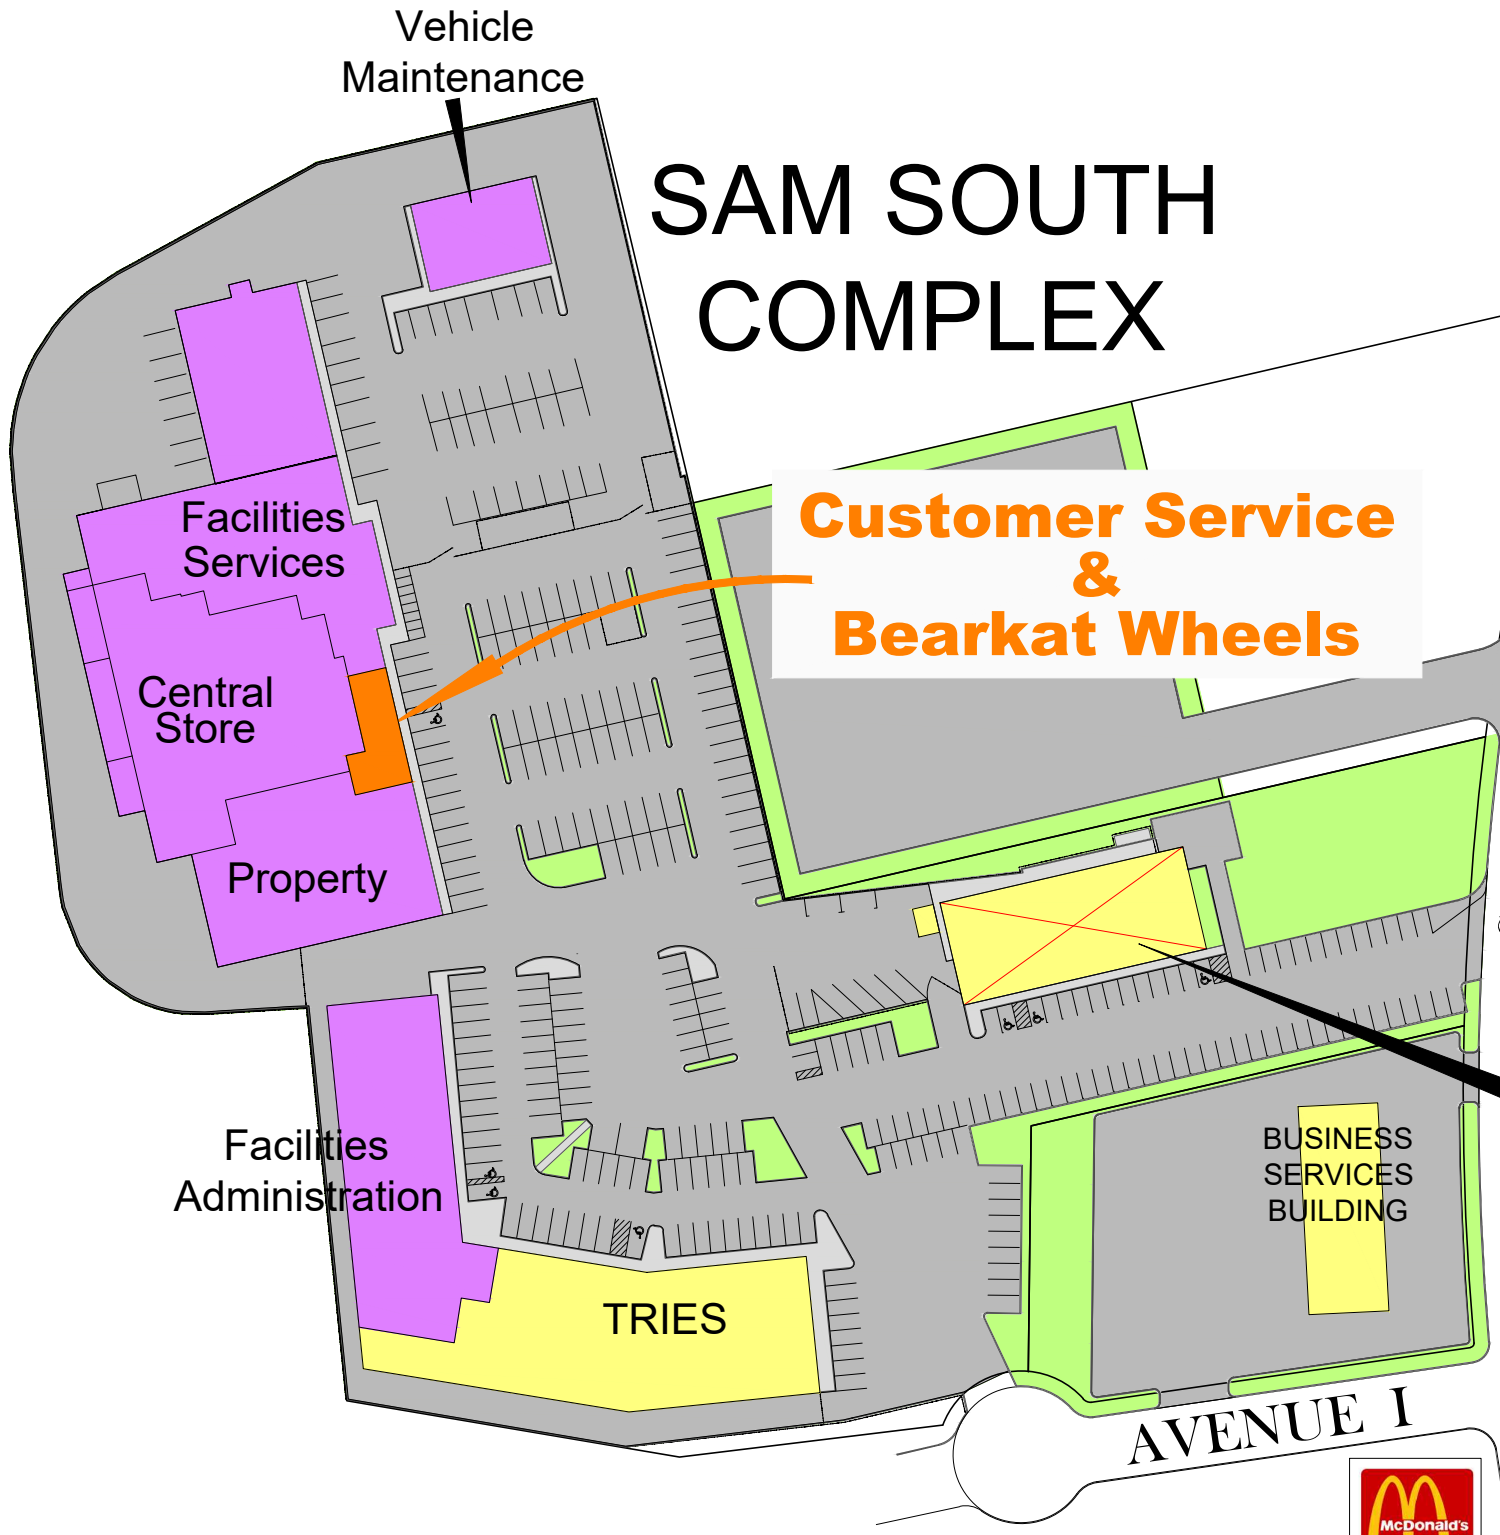 Vehicle
Maintenance
SAM SOUTH
COMPLEX
Customer Service
&
Bearkat Wheels
Facilities
Services
Central
Store
Property
Facilities
Administration
TRIES
BUSINESS
SERVICES
BUILDING
AVENUE I
McDonald's